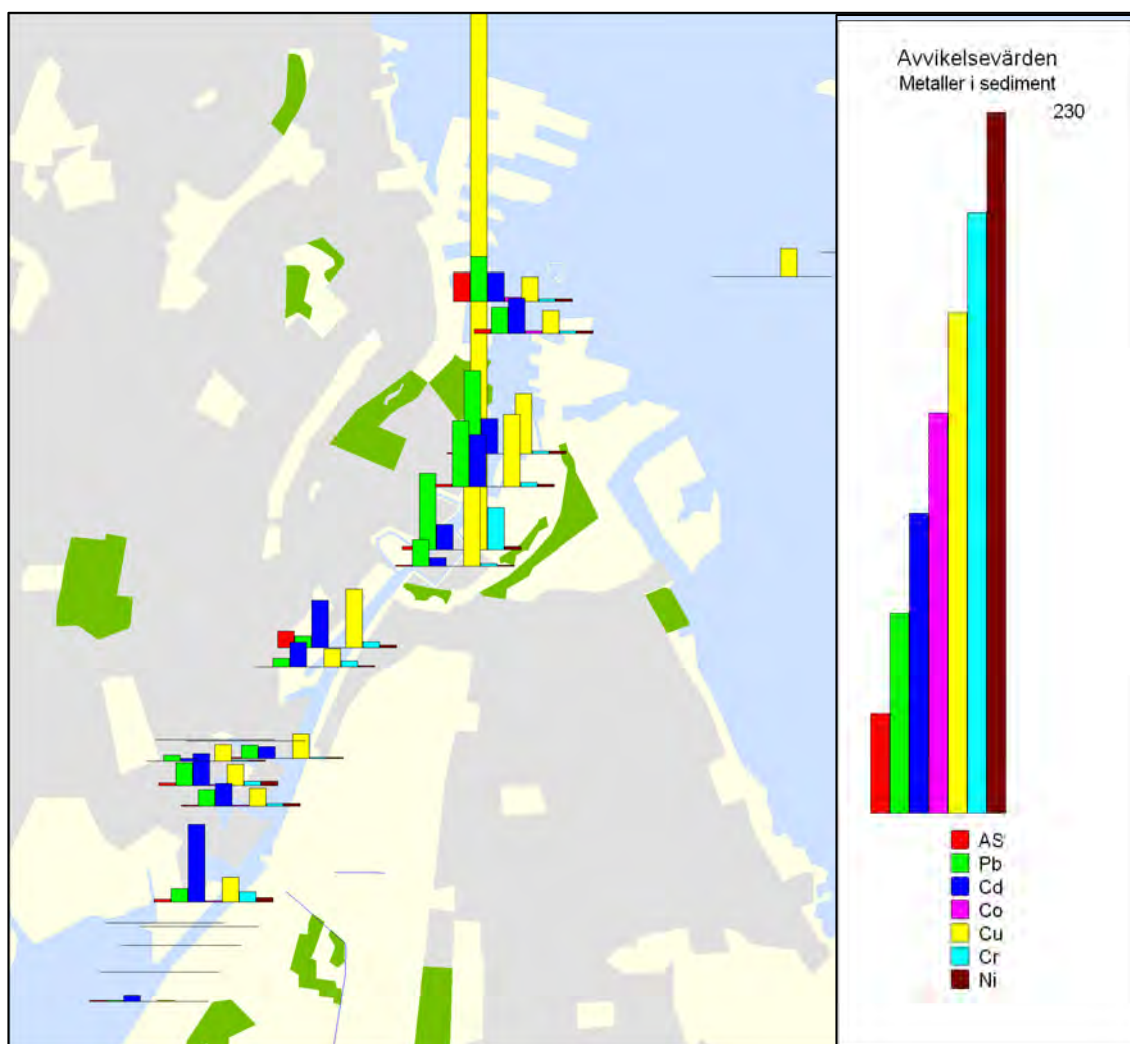 Avvikelsevärden
Metaller i sediment
230
AS
Pb
Cd
Co
Cu
Cr
Ni